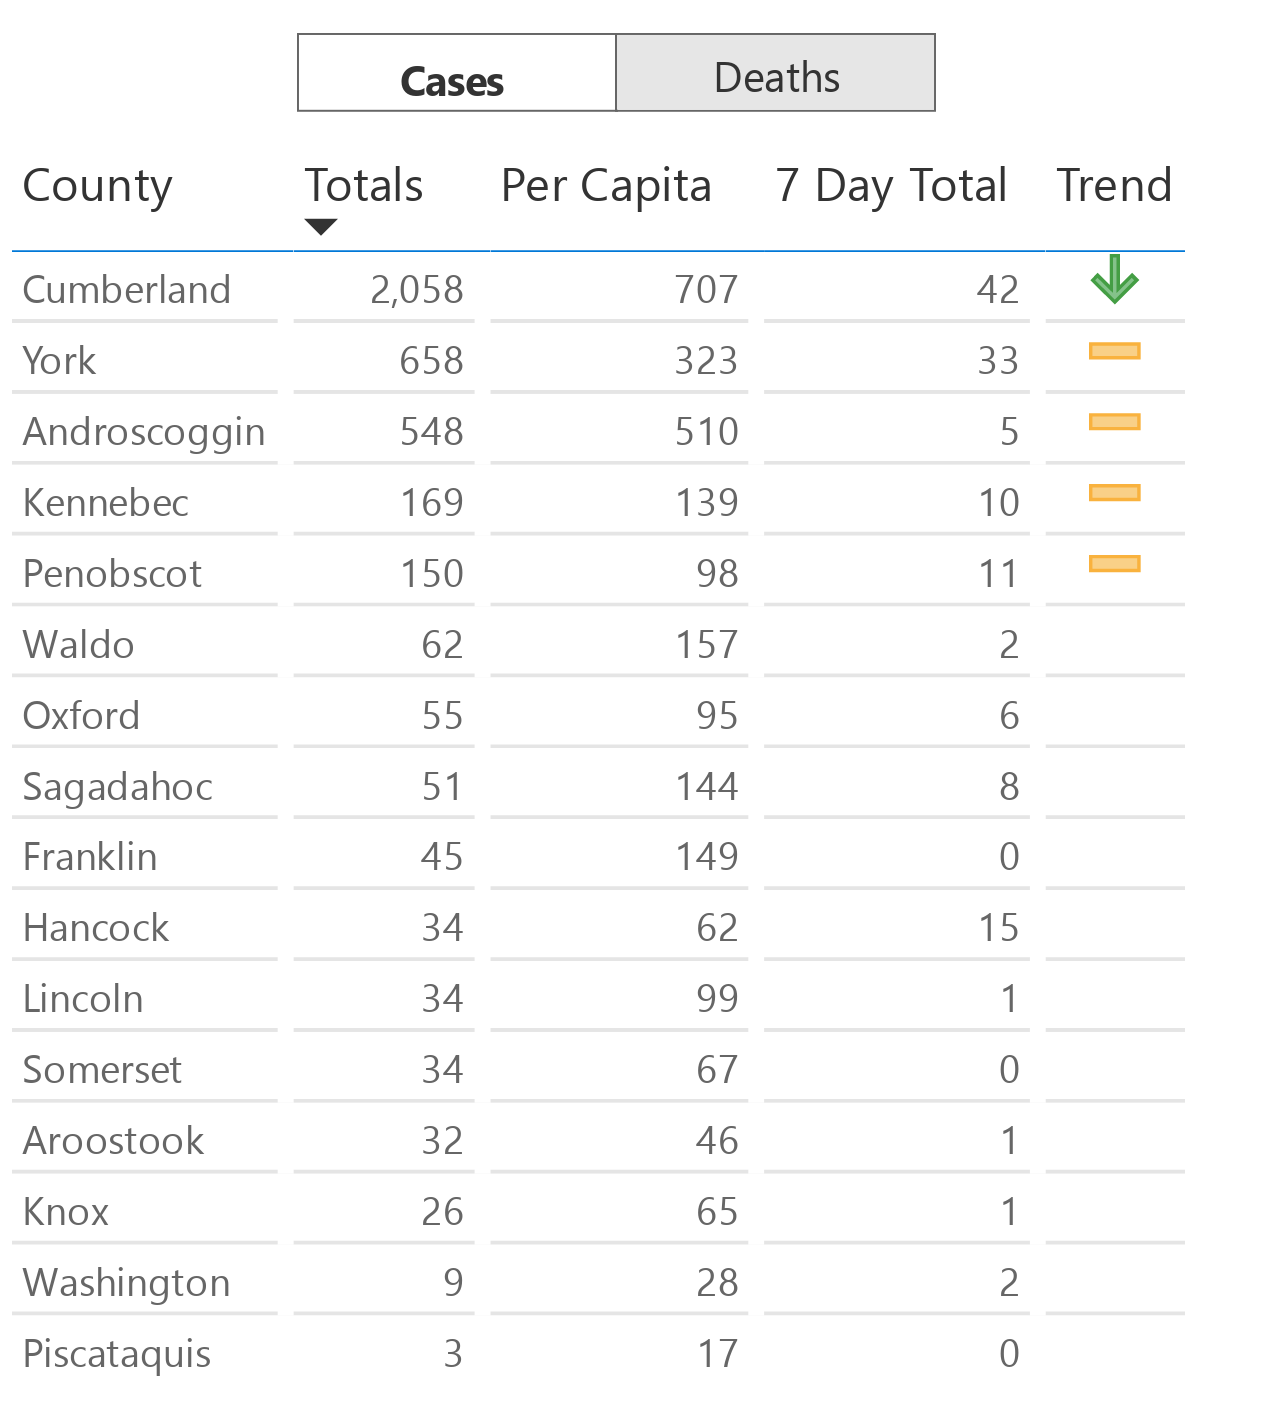 Cases Deaths
County Totals Per Capita 7 Day Total Trend
Cumberland 2,058 707 42
York 658 323 33
Androscoggin 548 510 5
Kennebec 169 139 10
Penobscot 150 98 11
Waldo 62 157 2
Oxford 55 95 6
Sagadahoc 51 144 8
Franklin 45 149 0
Hancock 34 62 15
Lincoln 34 99 1
Somerset 34 67 0
Aroostook 32 46 1
Knox 26 65 1
Washington 9 28 2
Piscataquis 3 17 0